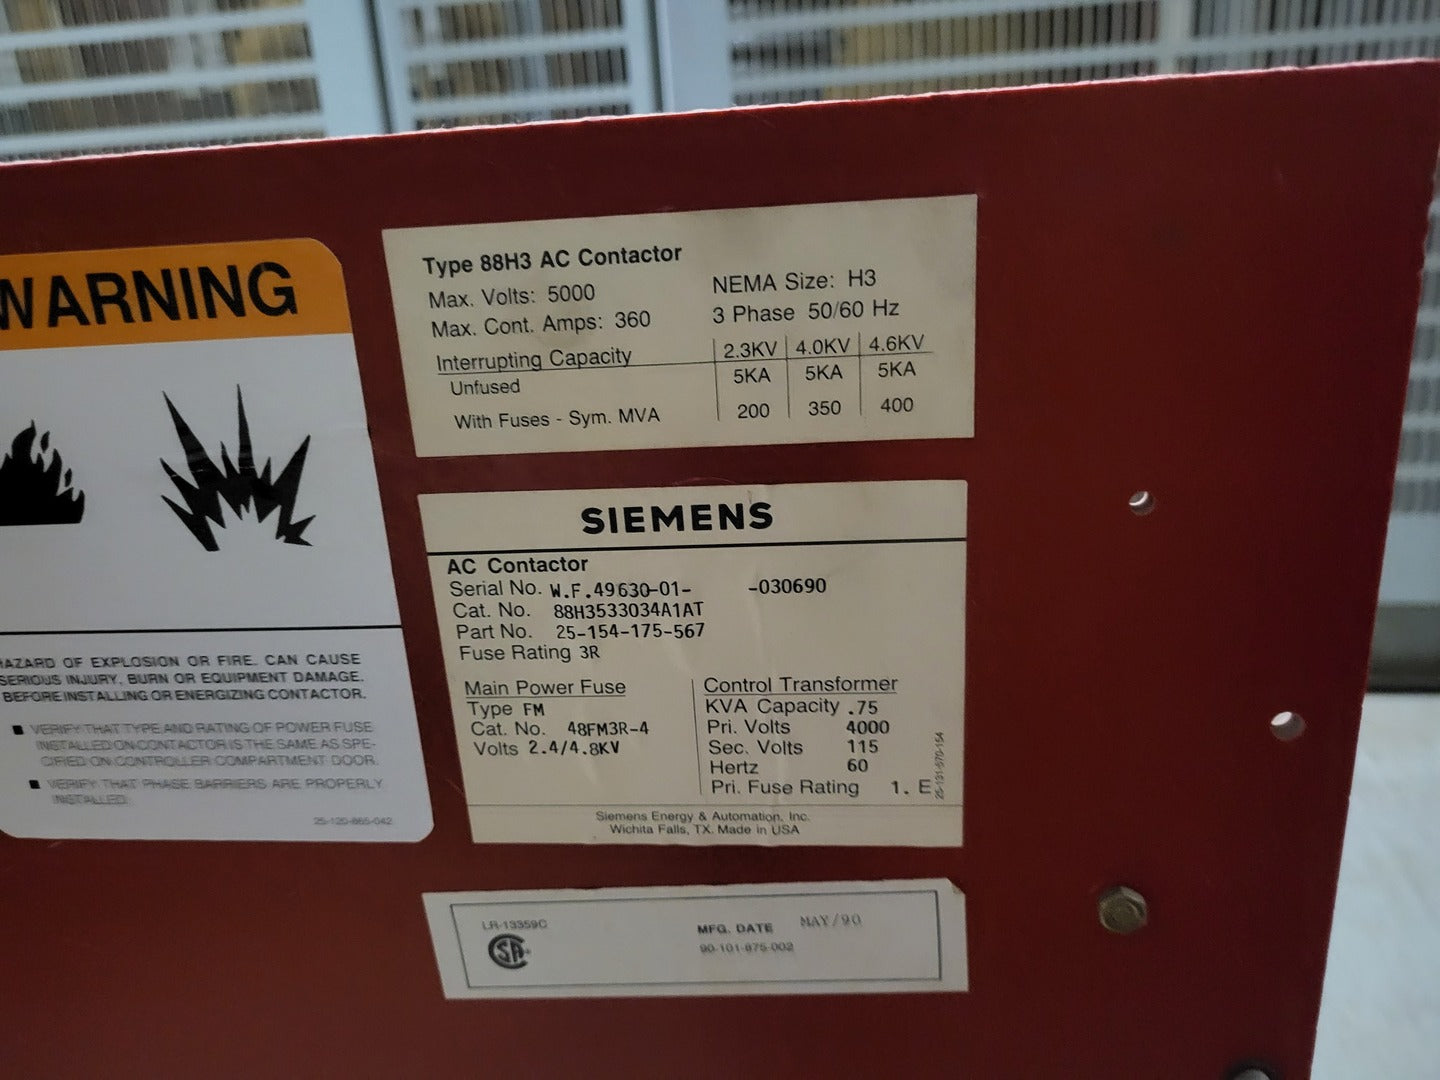 WARNING
HAZARD OF EXPLOSION OR FIRE. CAN CAUSE
SERIOUS INJURY, BURN OR EQUIPMENT DAMAGE.
BEFORE INSTALLING OR ENERGIZING CONTACTOR.
■ VERIFY THAT TYPE AND RATING OF POWER FUSE
INSTALLED ON CONTACTOR IS THE SAME AS SPE-
CIFIED ON CONTROLLER COMPARTMENT DOOR.
■ VERIFY THAT PHASE BARRIERS ARE PROPERLY
INSTALLED.
25-120-865-042
Type 88H3 AC Contactor
Max. Volts: 5000 NEMA Size: H3
Max. Cont. Amps: 360 3 Phase 50/60 Hz
Interrupting Capacity 2.3KV 4.0KV 4.6KV
Unfused 5KA 5KA 5KA
With Fuses - Sym. MVA 200 350 400
SIEMENS
AC Contactor
Serial No. W.F.49630-01- -030690
Cat. No. 88H3533034A1AT
Part No. 25-154-175-567
Fuse Rating 3R
Main Power Fuse
Type FM
Cat. No. 48FM3R-4
Volts 2.4/4.8KV
Control Transformer
KVA Capacity .75
Pri. Volts 4000
Sec. Volts 115
Hertz 60
Pri. Fuse Rating 1. E
25-131-570-154
Siemens Energy & Automation, Inc.
Wichita Falls, TX. Made in USA
LR-13359C
CSA
MFG. DATE MAY/90
90-101-875-002